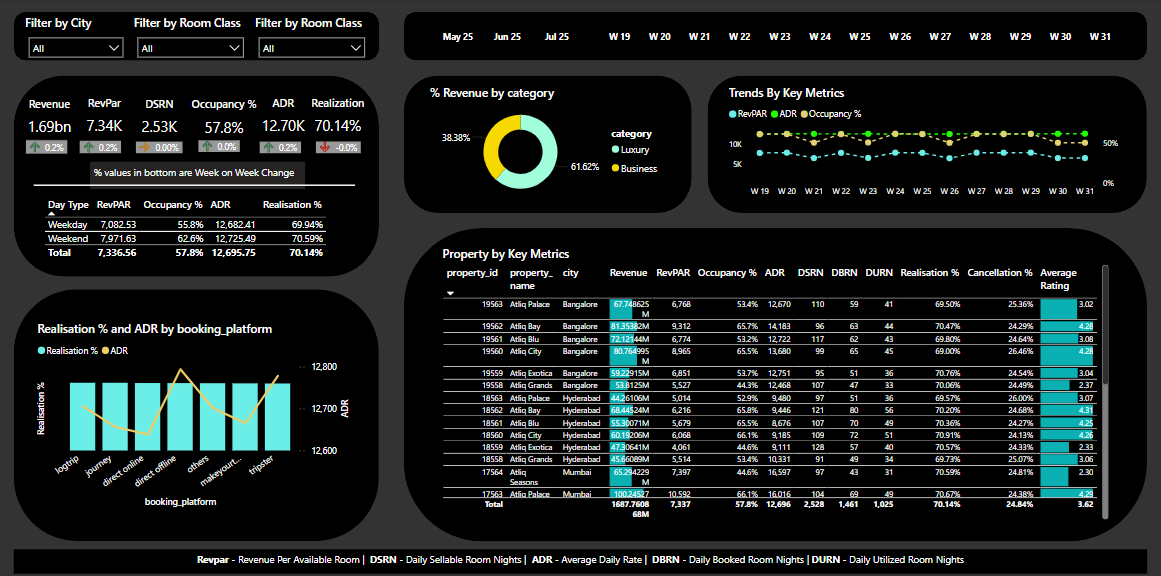 Filter by City
Filter by Room Class
Filter by Room Class
All
All
All
May 25 Jun 25 Jul 25 W 19 W 20 W 21 W 22 W 23 W 24 W 25 W 26 W 27 W 28 W 29 W 30 W 31
Revenue RevPar DSRN Occupancy % ADR Realization
1.69bn 7.34K 2.53K 57.8% 12.70K 70.14%
0.2% 0.2% 0.00% 0.0% 0.2% -0.0%
% values in bottom are Week on Week Change
Day Type RevPAR Occupancy % ADR Realisation %
Weekday 7,082.53 55.8% 12,682.41 69.94%
Weekend 7,971.63 62.6% 12,725.49 70.59%
Total 7,336.56 57.8% 12,695.75 70.14%
% Revenue by category
38.38%
61.62%
category
Luxury
Business
Trends By Key Metrics
RevPAR ADR Occupancy %
10K
5K
50%
0%
W 19 W 20 W 21 W 22 W 23 W 24 W 25 W 26 W 27 W 28 W 29 W 30 W 31
Realisation % and ADR by booking_platform
Realisation % ADR
Realisation %
12,800
12,700
12,600
ADR
logtrip journey direct online direct offline others makeyourt... tripster
booking_platform
Property by Key Metrics
property_id property_ name city Revenue RevPAR Occupancy % ADR DSRN DBRN DURN Realisation % Cancellation % Average Rating
19563 Atliq Palace Bangalore 67.748625 M 6,768 53.4% 12,670 110 59 41 69.50% 25.36% 3.02
19562 Atliq Bay Bangalore 81.35382M 9,312 65.7% 14,183 96 63 44 70.47% 24.29% 4.28
19561 Atliq Blu Bangalore 72.12144M 6,774 53.2% 12,722 117 62 43 69.80% 24.64% 3.08
19560 Atliq City Bangalore 80.764995 M 8,965 65.5% 13,680 99 65 45 69.00% 26.46% 4.28
19559 Atliq Exotica Bangalore 59.22915M 6,851 53.7% 12,751 95 51 36 70.76% 24.54% 3.04
19558 Atliq Grands Bangalore 53.8125M 5,527 44.3% 12,468 107 47 33 70.06% 24.49% 2.37
18563 Atliq Palace Hyderabad 44.26106M 5,014 52.9% 9,480 97 51 36 69.57% 26.00% 3.07
18562 Atliq Bay Hyderabad 68.44524M 6,216 65.8% 9,446 121 80 56 70.20% 24.68% 4.31
18561 Atliq Blu Hyderabad 55.30071M 5,679 65.5% 8,676 107 70 49 70.36% 24.27% 4.25
18560 Atliq City Hyderabad 60.19206M 6,068 66.1% 9,185 109 72 51 70.91% 24.13% 4.26
18559 Atliq Exotica Hyderabad 47.30641M 4,061 44.6% 9,111 128 57 40 70.57% 24.33% 2.33
18558 Atliq Grands Hyderabad 45.66089M 5,514 53.4% 10,331 91 49 34 69.73% 25.07% 3.06
17564 Atliq Seasons Mumbai 65.294229 M 7,397 44.6% 16,597 97 43 31 70.59% 24.81% 2.30
17563 Atliq Palace Mumbai 100.24527 10,592 66.1% 16,016 104 69 49 70.67% 24.38% 4.29
Total 1687.7608 68M 7,337 57.8% 12,696 2,528 1,461 1,025 70.14% 24.84% 3.62
Revpar - Revenue Per Available Room | DSRN - Daily Sellable Room Nights | ADR - Average Daily Rate | DBRN - Daily Booked Room Nights | DURN - Daily Utilized Room Nights